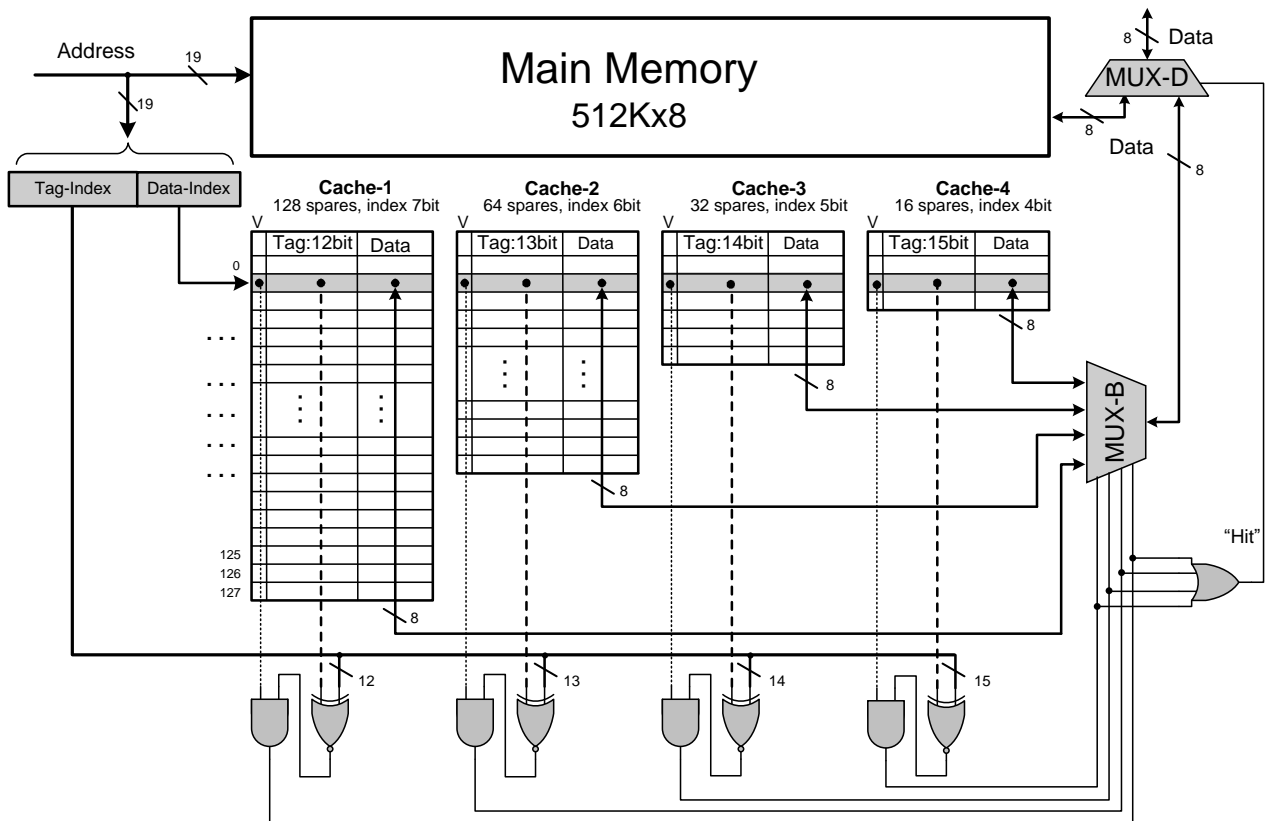 Address
19
19
Main Memory
512Kx8
8
Data
MUX-D
8
Data
8
Tag-Index
Data-Index
Cache-1
128 spares, index 7bit
Cache-2
64 spares, index 6bit
Cache-3
32 spares, index 5bit
Cache-4
16 spares, index 4bit
V
Tag:12bit
Data
V
Tag:13bit
Data
V
Tag:14bit
Data
V
Tag:15bit
Data
0
. . .
. . .
. . .
. . .
. . .
125
126
127
8
8
8
8
MUX-B
“Hit”
12
13
14
15